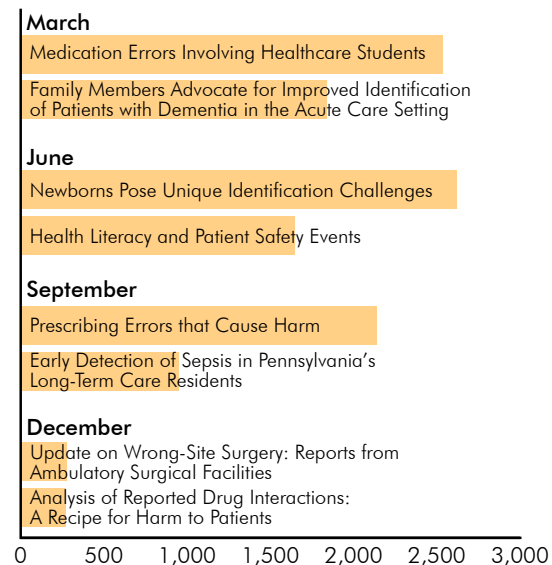 March
Medication Errors Involving Healthcare Students
Family Members Advocate for Improved Identification
of Patients with Dementia in the Acute Care Setting
June
Newborns Pose Unique Identification Challenges
Health Literacy and Patient Safety Events
September
Prescribing Errors that Cause Harm
Early Detection of Sepsis in Pennsylvania’s
Long-Term Care Residents
December
Update on Wrong-Site Surgery: Reports from
Ambulatory Surgical Facilities
Analysis of Reported Drug Interactions:
A Recipe for Harm to Patients
0 500 1,000 1,500 2,000 2,500 3,000